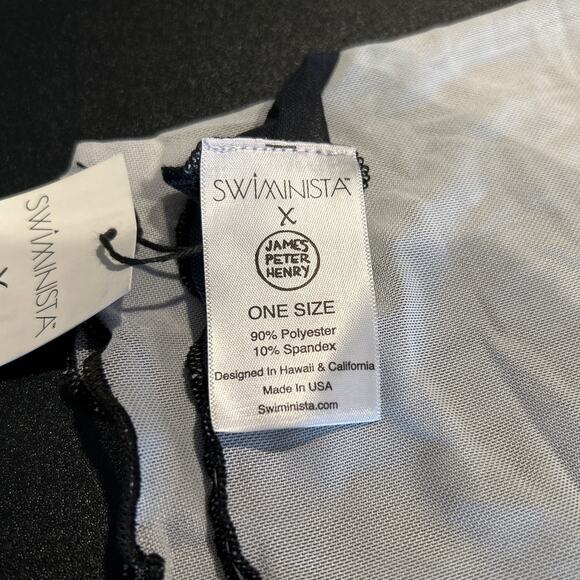 SWIMINISTA™
X
JAMES
PETER
HENRY
ONE SIZE
90% Polyester
10% Spandex
Designed In Hawaii & California
Made In USA
Swiminista.com
SWIMINISTA
X